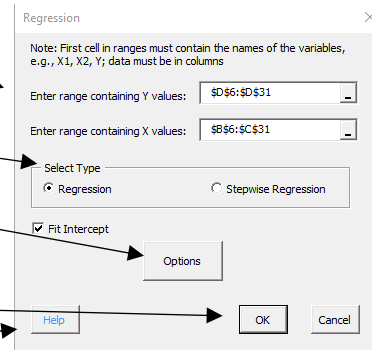 Regression
Note: First cell in ranges must contain the names of the variables,
e.g., X1, X2, Y; data must be in columns
Enter range containing Y values: $D$6:$D$31 _
Enter range containing X values: $B$6:$C$31 _
Select Type
Regression Stepwise Regression
Fit Intercept
Options
Help OK Cancel